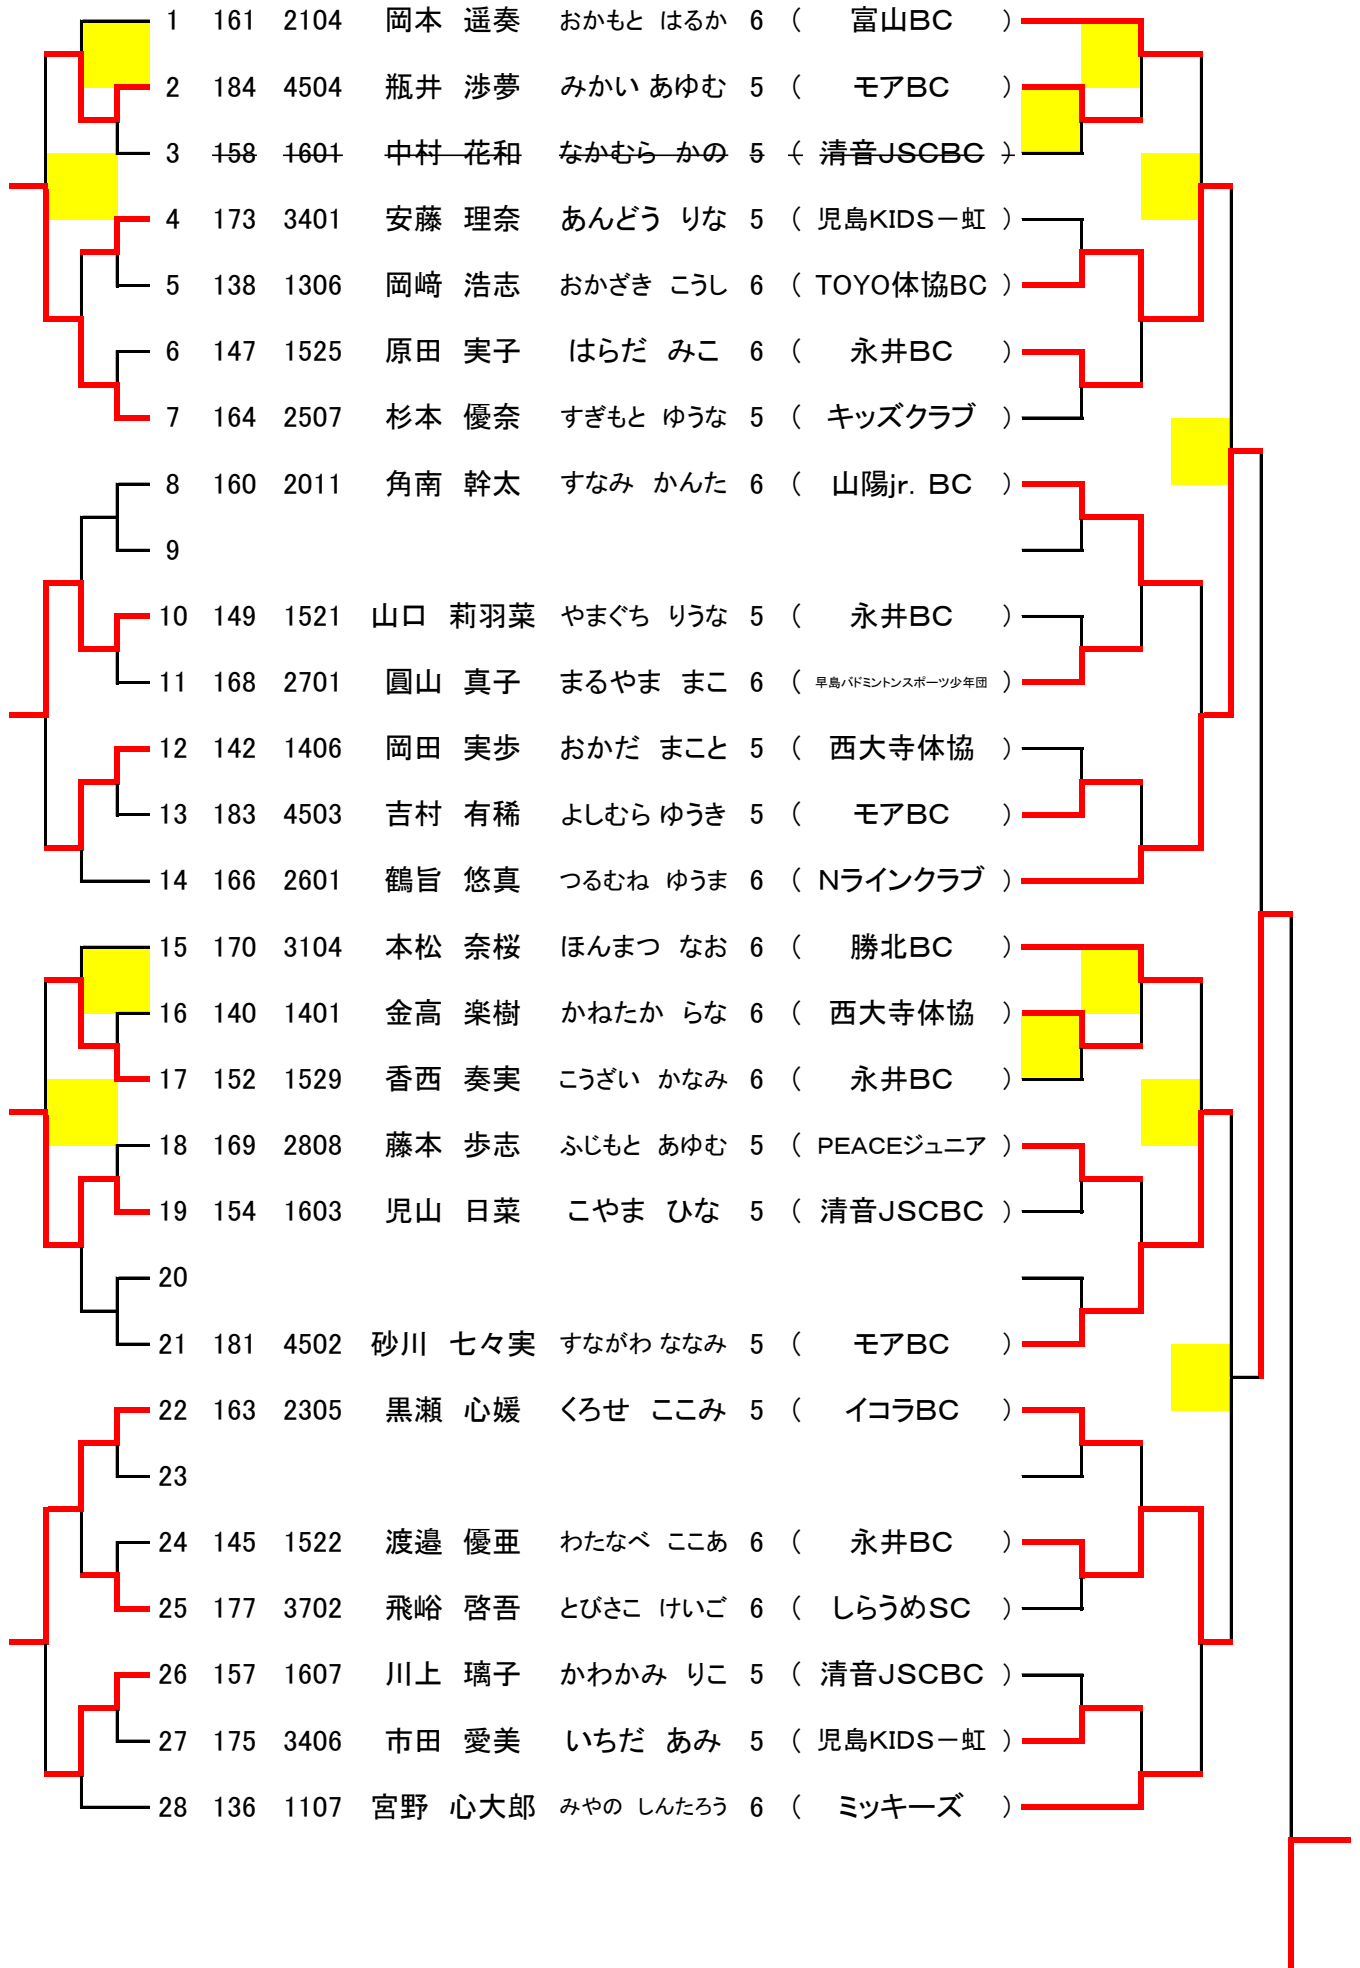 1 161 2104 岡本 遥奏 おかもと はるか 6 ( 富山BC )
2 184 4504 瓶井 渉夢 みかい あゆむ 5 ( モアBC )
3 158 1601 中村 花和 なかむら かの 5 ( 清音JSCBC )
4 173 3401 安藤 理奈 あんどう りな 5 ( 児島KIDS－虹 )
5 138 1306 岡﨑 浩志 おかざき こうし 6 ( TOYO体協BC )
6 147 1525 原田 実子 はらだ みこ 6 ( 永井BC )
7 164 2507 杉本 優奈 すぎもと ゆうな 5 ( キッズクラブ )
8 160 2011 角南 幹太 すなみ かんた 6 ( 山陽jr. BC )
9
10 149 1521 山口 莉羽菜 やまぐち りうな 5 ( 永井BC )
11 168 2701 圓山 真子 まるやま まこ 6 ( 早島バドミントンスポーツ少年団 )
12 142 1406 岡田 実歩 おかだ まこと 5 ( 西大寺体協 )
13 183 4503 吉村 有稀 よしむら ゆうき 5 ( モアBC )
14 166 2601 鶴旨 悠真 つるむね ゆうま 6 ( Nラインクラブ )
15 170 3104 本松 奈桜 ほんまつ なお 6 ( 勝北BC )
16 140 1401 金高 楽樹 かねたか らな 6 ( 西大寺体協 )
17 152 1529 香西 奏実 こうざい かなみ 6 ( 永井BC )
18 169 2808 藤本 歩志 ふじもと あゆむ 5 ( PEACEジュニア )
19 154 1603 児山 日菜 こやま ひな 5 ( 清音JSCBC )
20
21 181 4502 砂川 七々実 すながわ ななみ 5 ( モアBC )
22 163 2305 黒瀬 心媛 くろせ ここみ 5 ( イコラBC )
23
24 145 1522 渡邉 優亜 わたなべ ここあ 6 ( 永井BC )
25 177 3702 飛峪 啓吾 とびさこ けいご 6 ( しらうめSC )
26 157 1607 川上 璃子 かわかみ りこ 5 ( 清音JSCBC )
27 175 3406 市田 愛美 いちだ あみ 5 ( 児島KIDS－虹 )
28 136 1107 宮野 心大郎 みやの しんたろう 6 ( ミッキーズ )